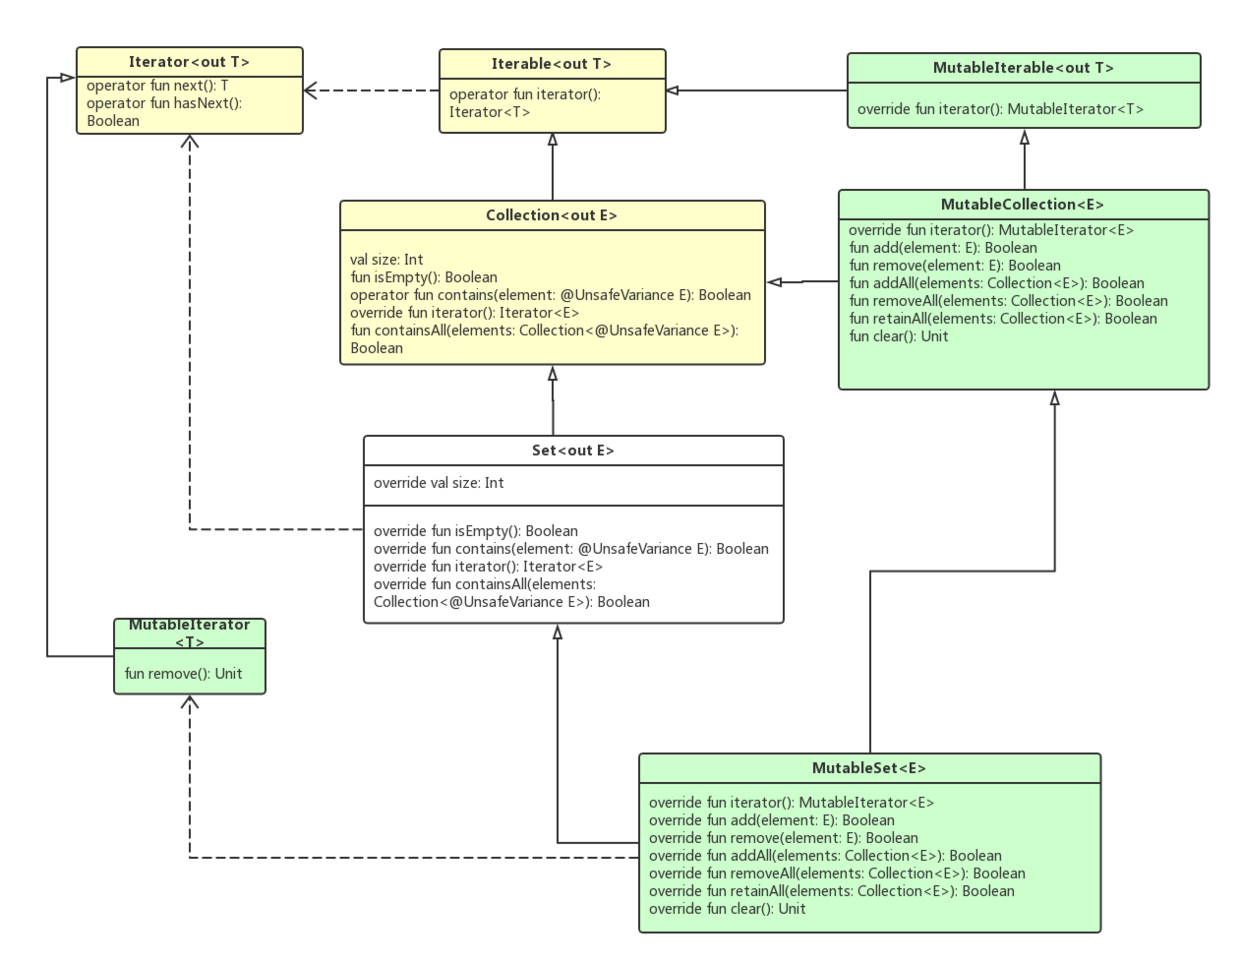 Iterator<out T>
operator fun next(): T
operator fun hasNext():
Boolean
Iterable<out T>
operator fun iterator():
Iterator<T>
MutableIterable<out T>
override fun iterator(): MutableIterator<T>
Collection<out E>
val size: Int
fun isEmpty(): Boolean
operator fun contains(element: @UnsafeVariance E): Boolean
override fun iterator(): Iterator<E>
fun containsAll(elements: Collection<@UnsafeVariance E>):
Boolean
MutableCollection<E>
override fun iterator(): MutableIterator<E>
fun add(element: E): Boolean
fun remove(element: E): Boolean
fun addAll(elements: Collection<E>): Boolean
fun removeAll(elements: Collection<E>): Boolean
fun retainAll(elements: Collection<E>): Boolean
fun clear(): Unit
Set<out E>
override val size: Int
override fun isEmpty(): Boolean
override fun contains(element: @UnsafeVariance E): Boolean
override fun iterator(): Iterator<E>
override fun containsAll(elements:
Collection<@UnsafeVariance E>): Boolean
MutableIterator
<T>
fun remove(): Unit
MutableSet<E>
override fun iterator(): MutableIterator<E>
override fun add(element: E): Boolean
override fun remove(element: E): Boolean
override fun addAll(elements: Collection<E>): Boolean
override fun removeAll(elements: Collection<E>): Boolean
override fun retainAll(elements: Collection<E>): Boolean
override fun clear(): Unit